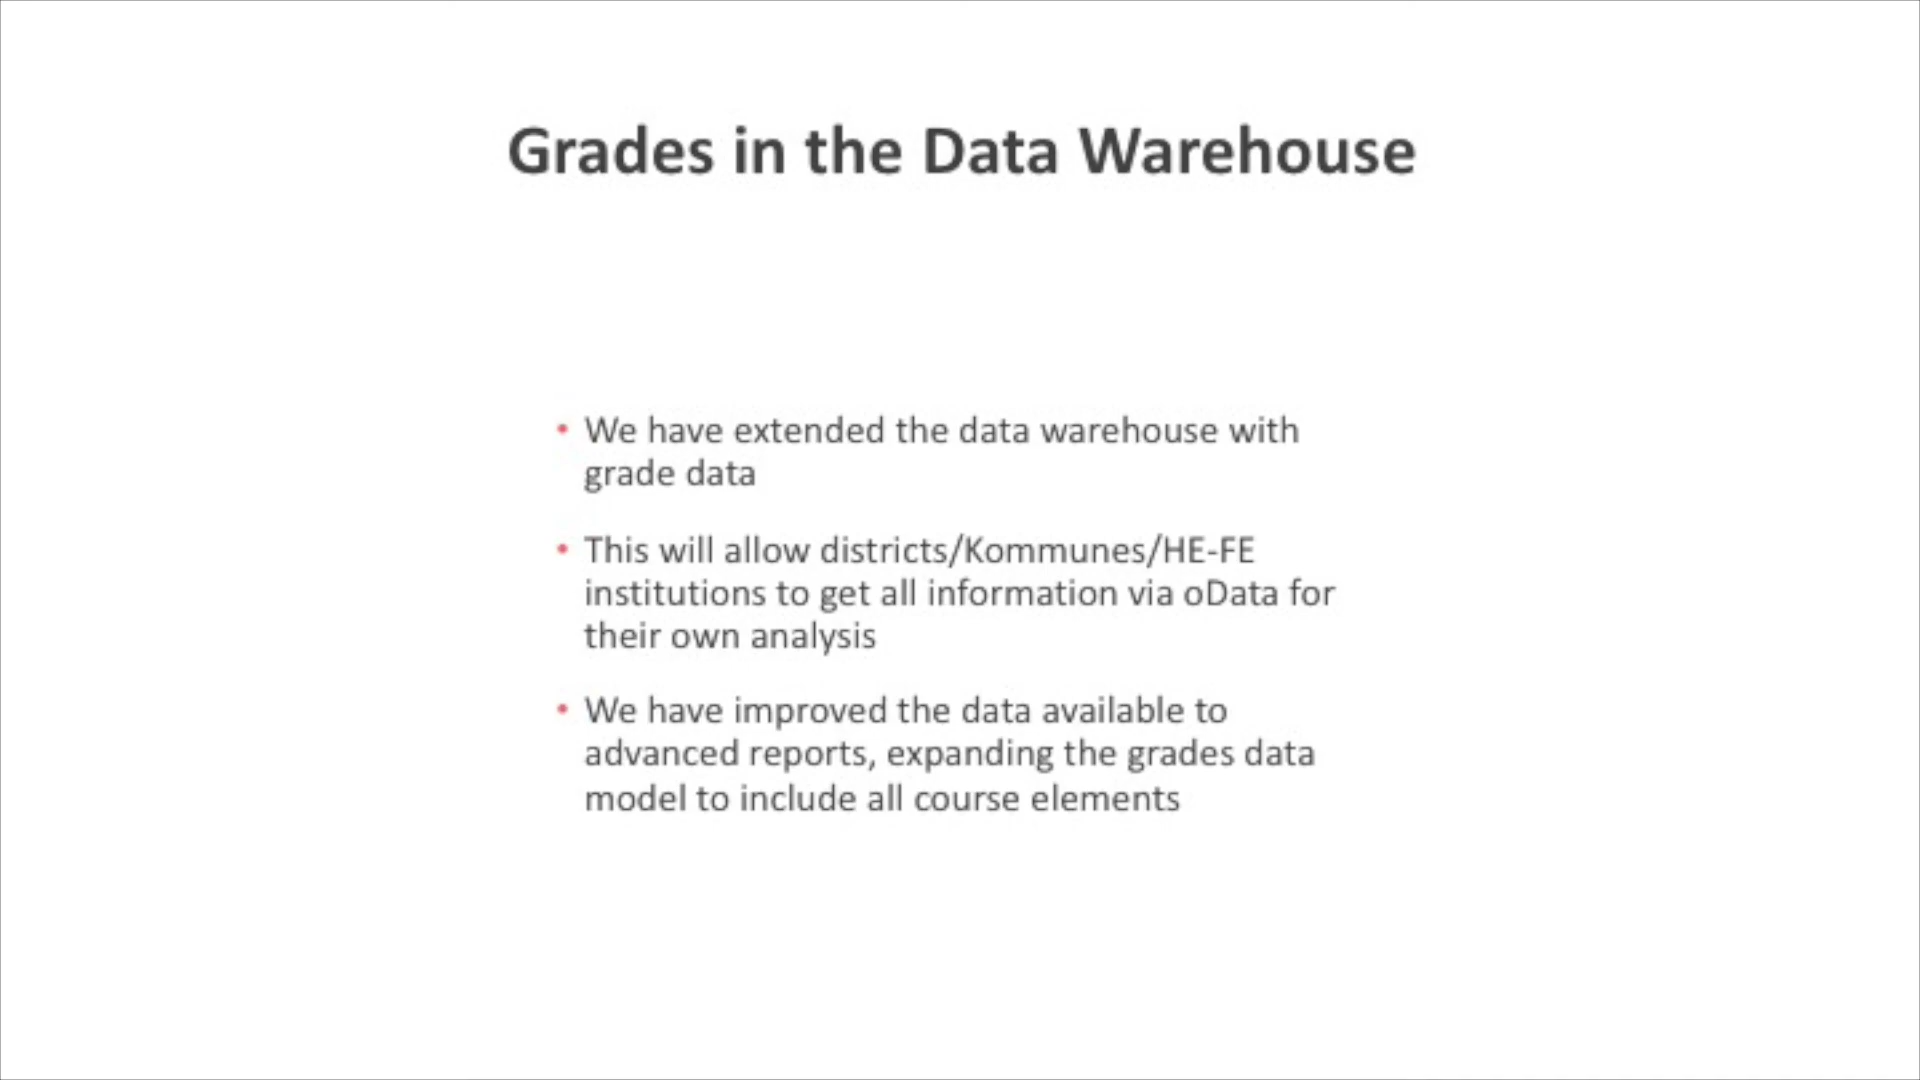 Grades in the Data Warehouse
• We have extended the data warehouse with
grade data
• This will allow districts/Kommunes/HE-FE
institutions to get all information via oData for
their own analysis
• We have improved the data available to
advanced reports, expanding the grades data
model to include all course elements